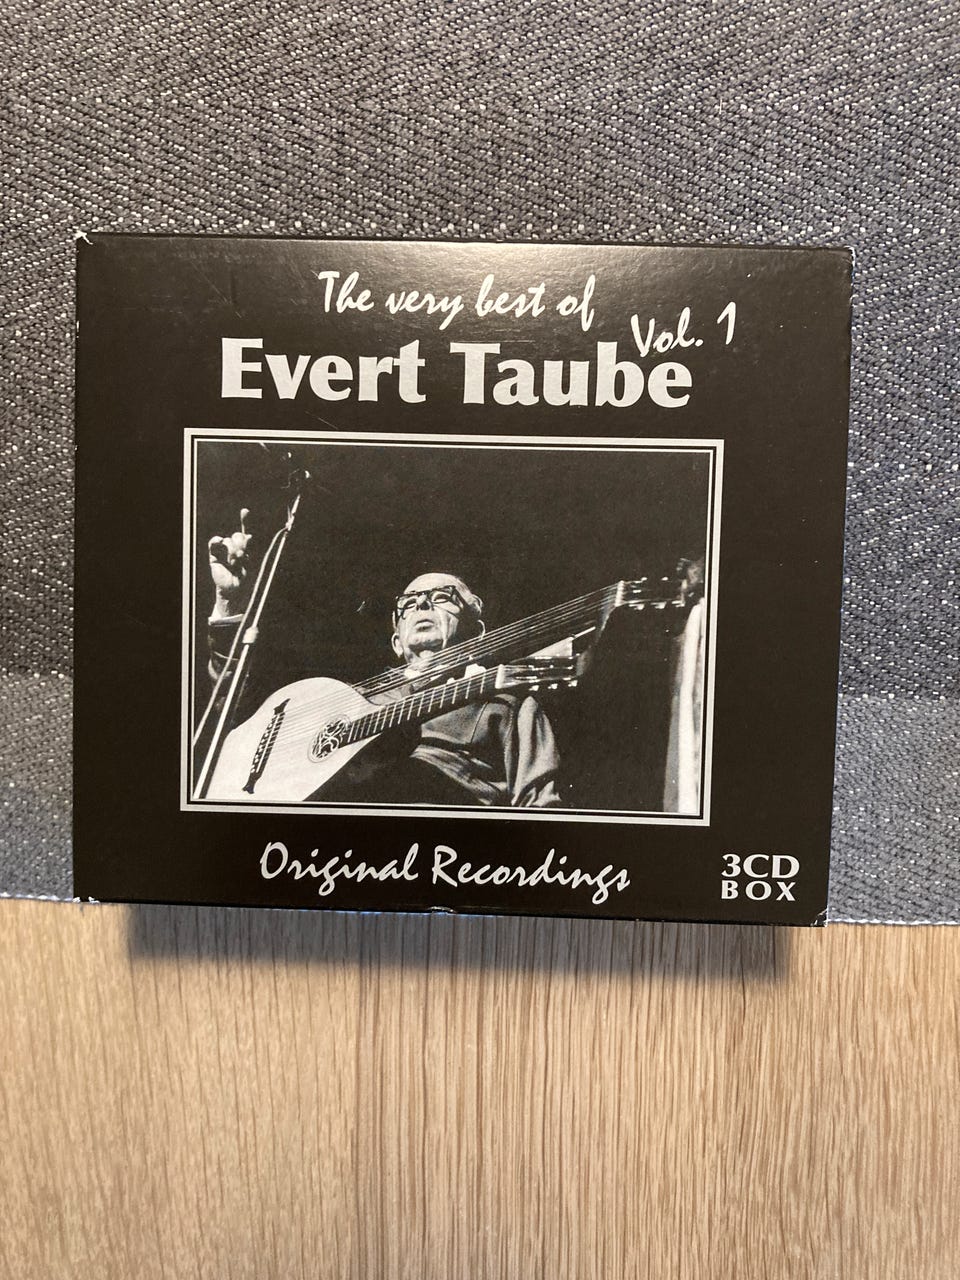 The very best of
Vol. 1
Evert Taube
Original Recordings
3CD
BOX